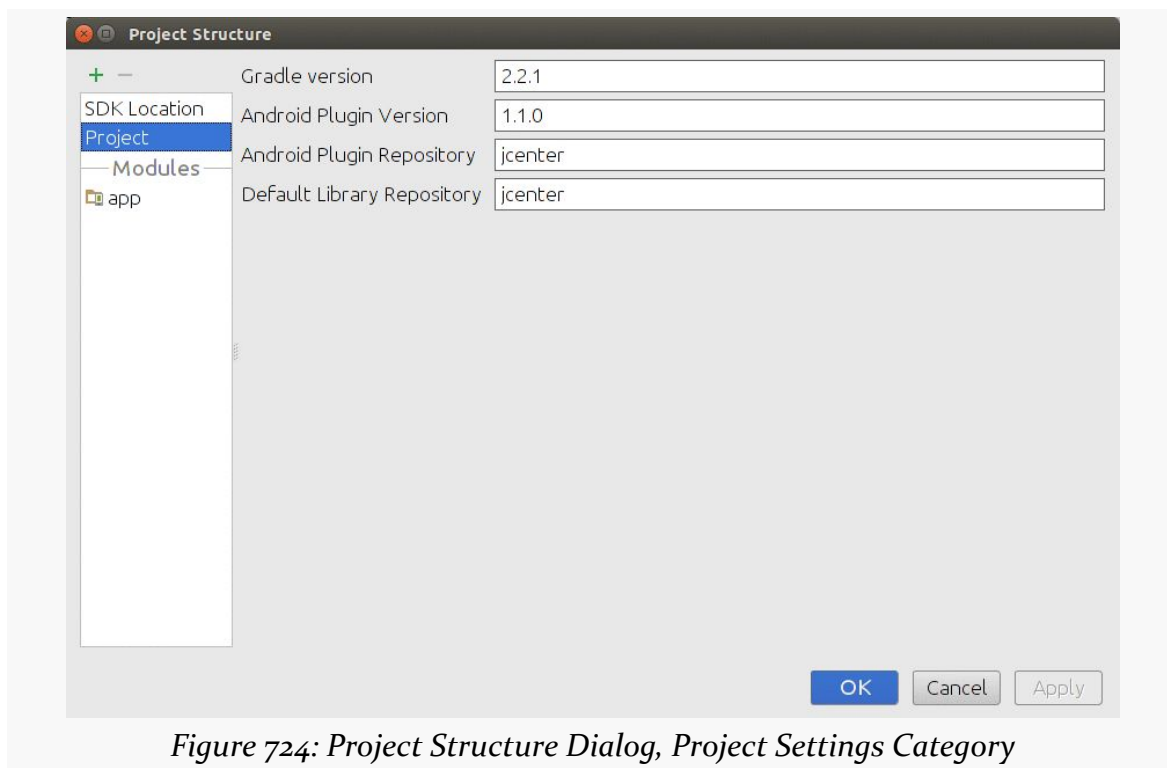 Project Structure
+ −
SDK Location
Project
Modules
app
Gradle version 2.2.1
Android Plugin Version 1.1.0
Android Plugin Repository jcenter
Default Library Repository jcenter
OK Cancel Apply
Figure 724: Project Structure Dialog, Project Settings Category